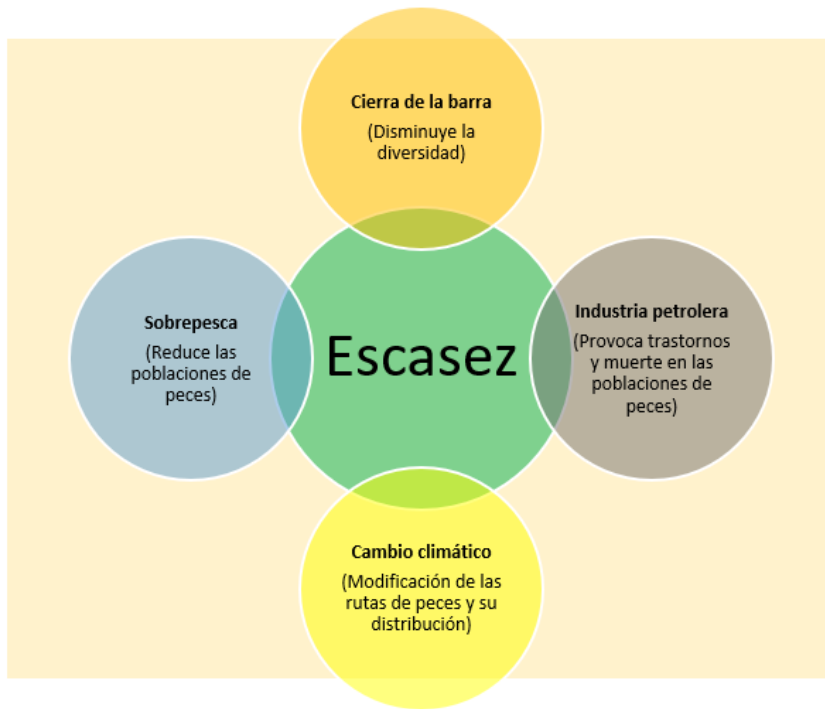 Cierra de la barra
(Disminuye la
diversidad)
Sobrepesca
(Reduce las
poblaciones de
peces)
Escasez
Industria petrolera
(Provoca trastornos
y muerte en las
poblaciones de
peces)
Cambio climático
(Modificación de las
rutas de peces y su
distribución)